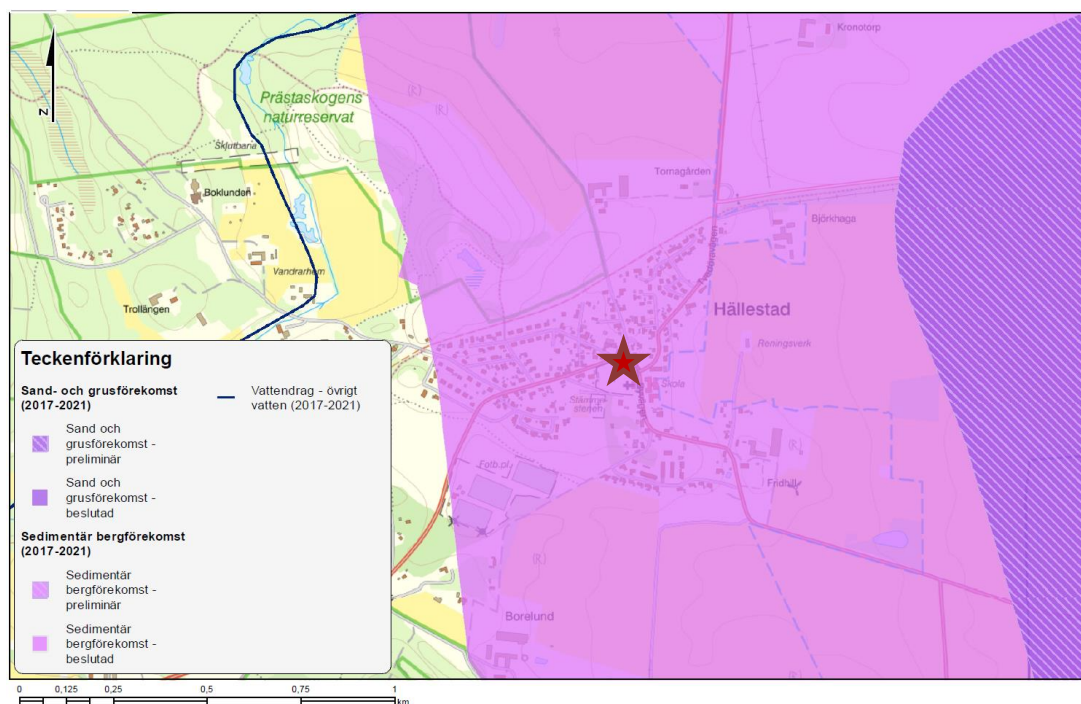 N
Prästaskogens
naturreservat
Skjutbana
Boklunden
Vandrarhem
Trollängen
Kronotorp
Tornagården
Björkhaga
Hällestad
Reningsverk
Skola
Fotb.pl
Borelund
(R)
(R)
(R)
(R)
(R)
Teckenförklaring
Sand- och grusförekomst
(2017-2021)
Sand och
grusförekomst -
preliminär
Sand och
grusförekomst -
beslutad
Sedimentär bergförekomst
(2017-2021)
Sedimentär
bergförekomst -
preliminär
Sedimentär
bergförekomst -
beslutad
Vattendrag - övrigt
vatten (2017-2021)
0 0,125 0,25 0,5 0,75 1
km